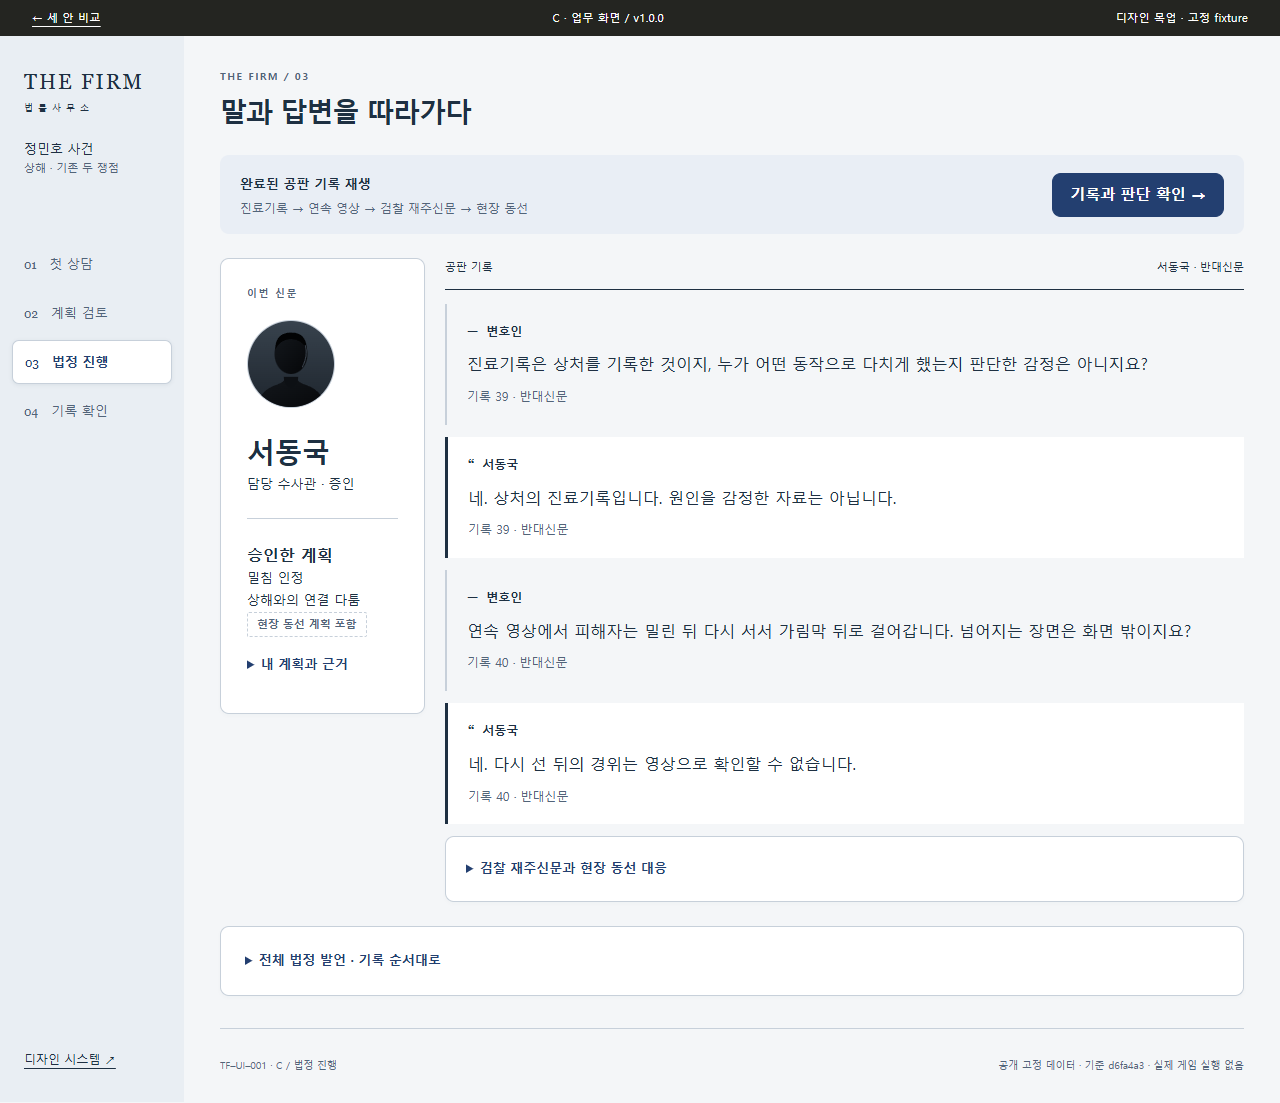 ← 세 안 비교
C · 업무 화면 / v1.0.0
디자인 목업 · 고정 fixture
THE FIRM
법률사무소
정민호 사건
상해 · 기존 두 쟁점
01 첫 상담
02 계획 검토
03 법정 진행
04 기록 확인
디자인 시스템 ↗
THE FIRM / 03
말과 답변을 따라가다
완료된 공판 기록 재생
진료기록 → 연속 영상 → 검찰 재주신문 → 현장 동선
기록과 판단 확인 →
이번 신문
서동국
담당 수사관 · 증인
승인한 계획
밀침 인정
상해와의 연결 다툼
현장 동선 계획 포함
▶ 내 계획과 근거
공판 기록
서동국 · 반대신문
— 변호인
진료기록은 상처를 기록한 것이지, 누가 어떤 동작으로 다치게 했는지 판단한 감정은 아니지요?
기록 39 · 반대신문
“ 서동국
네. 상처의 진료기록입니다. 원인을 감정한 자료는 아닙니다.
기록 39 · 반대신문
— 변호인
연속 영상에서 피해자는 밀린 뒤 다시 서서 가림막 뒤로 걸어갑니다. 넘어지는 장면은 화면 밖이지요?
기록 40 · 반대신문
“ 서동국
네. 다시 선 뒤의 경위는 영상으로 확인할 수 없습니다.
기록 40 · 반대신문
▶ 검찰 재주신문과 현장 동선 대응
▶ 전체 법정 발언 · 기록 순서대로
TF–UI–001 · C / 법정 진행
공개 고정 데이터 · 기준 d6fa4a3 · 실제 게임 실행 없음